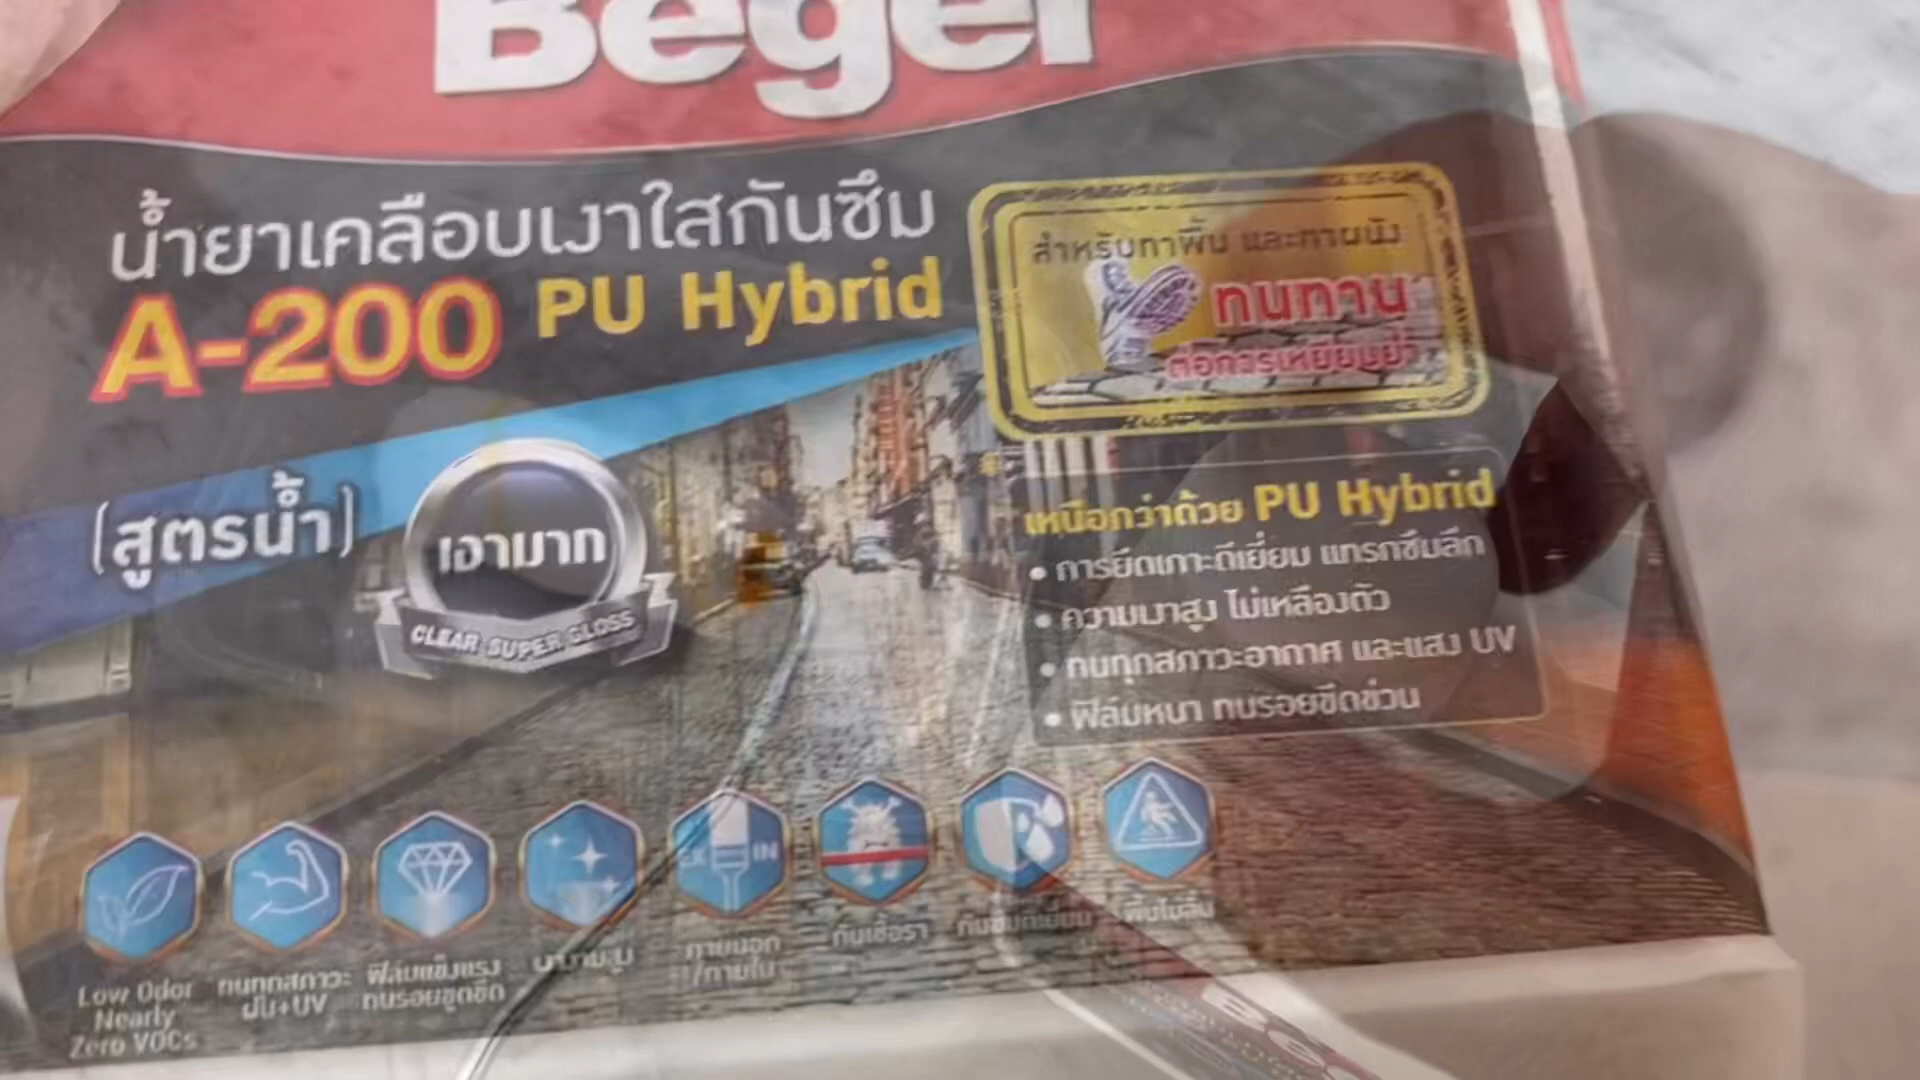 Beger
น้ำยาเคลือบเงาใสกันซึม
A-200 PU Hybrid
สำหรับทาพื้น และทาผนัง
ทนทาน
ต่อการเหยียบย่ำ
(สูตรน้ำ)
เงามาก
CLEAR SUPER GLOSS
เหนือกว่าด้วย PU Hybrid
• การยึดเกาะดีเยี่ยม แทรกซึมลึก
• ความเงาสูง ไม่เหลืองตัว
• ทนทุกสภาวะอากาศ และแสง UV
• ฟิล์มหนา ทนรอยขีดข่วน
IN
Low Odor
Nearly
Zero VOCs
ทนทุกสภาวะ
ฝน+UV
ฟิล์มแข็งแรง
ทนรอยขูดขีด
เงางามสูง
ภายนอก
/ภายใน
กันเชื้อรา
กันซึมดีเยี่ยม
พื้นไม่ลื่น